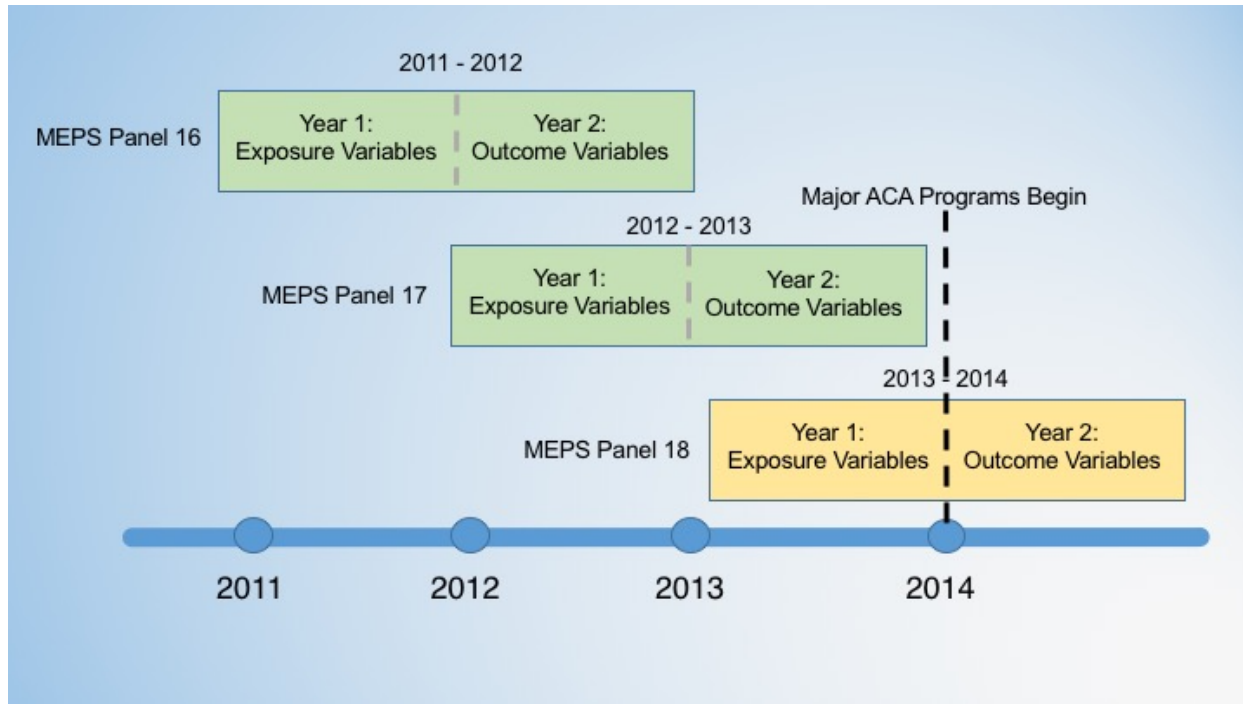 2011 - 2012
MEPS Panel 16
Year 1:
Exposure Variables
Year 2:
Outcome Variables
Major ACA Programs Begin
2012 - 2013
MEPS Panel 17
Year 1:
Exposure Variables
Year 2:
Outcome Variables
2013 - 2014
MEPS Panel 18
Year 1:
Exposure Variables
Year 2:
Outcome Variables
2011
2012
2013
2014